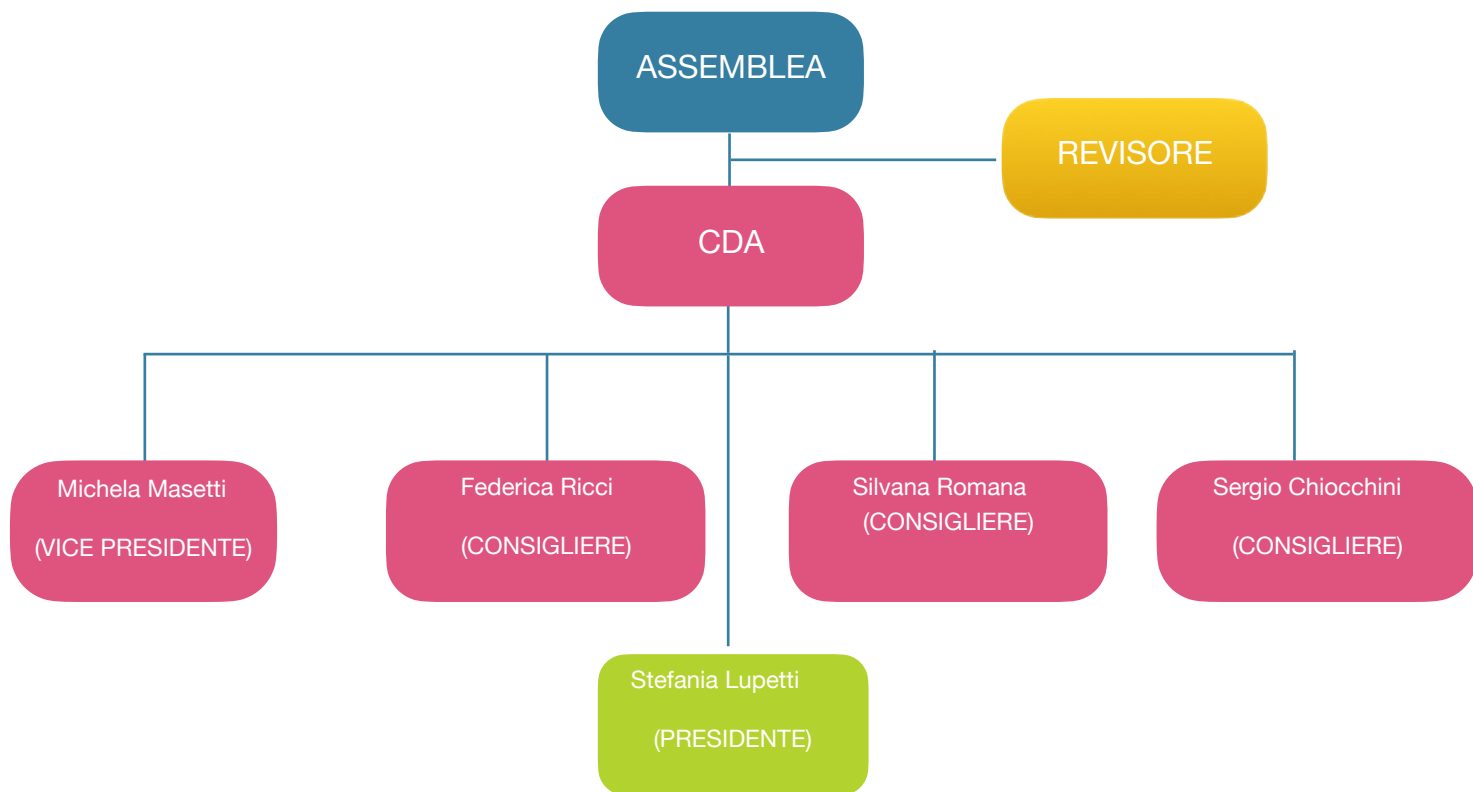 ASSEMBLEA
REVISORE
CDA
Michela Masetti
(VICE PRESIDENTE)
Federica Ricci
(CONSIGLIERE)
Silvana Romana
(CONSIGLIERE)
Sergio Chiocchini
(CONSIGLIERE)
Stefania Lupetti
(PRESIDENTE)